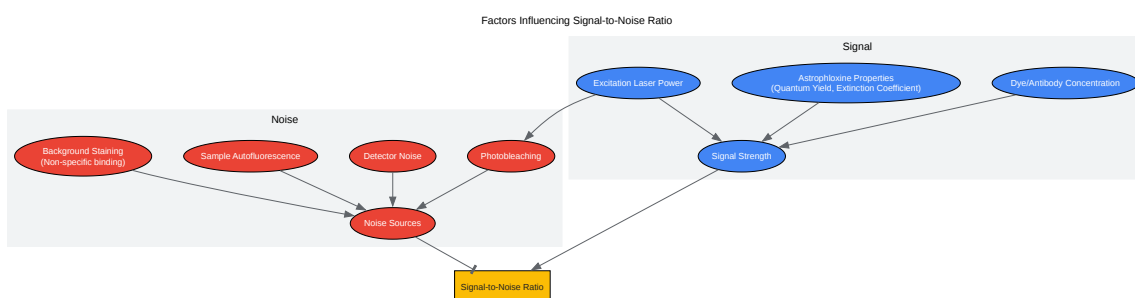 Factors Influencing Signal-to-Noise Ratio
Signal
Excitation Laser Power
Astrophloxine Properties
(Quantum Yield, Extinction Coefficient)
Dye/Antibody Concentration
Noise
Background Staining
(Non-specific binding)
Sample Autofluorescence
Detector Noise
Photobleaching
Signal Strength
Noise Sources
Signal-to-Noise Ratio